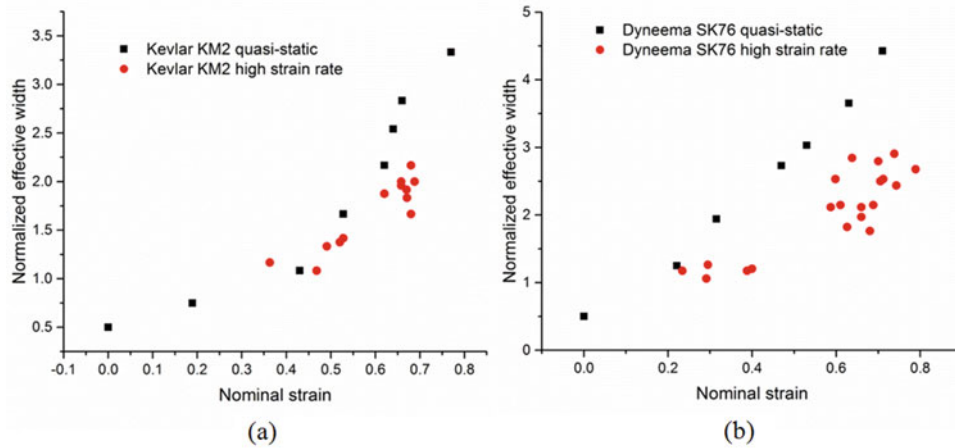 Kevlar KM2 quasi-static
Kevlar KM2 high strain rate
Normalized effective width
3.5
3.0
2.5
2.0
1.5
1.0
0.5
-0.1 0.0 0.1 0.2 0.3 0.4 0.5 0.6 0.7 0.8
Nominal strain
(a)
Dyneema SK76 quasi-static
Dyneema SK76 high strain rate
Normalized effective width
5
4
3
2
1
0
0.0 0.2 0.4 0.6 0.8
Nominal strain
(b)